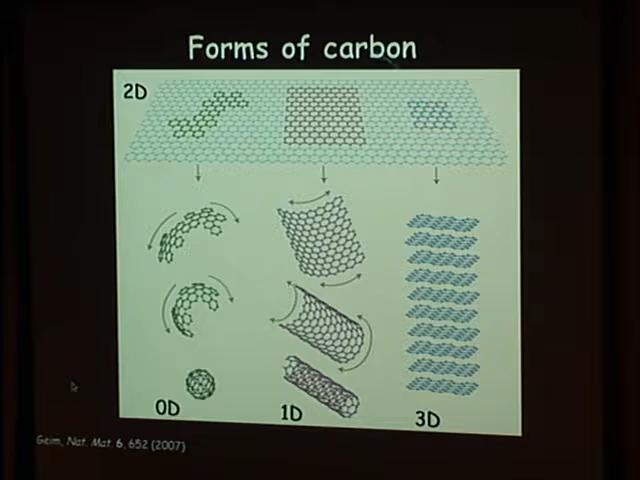 Forms of carbon
2D
0D
1D
3D
Geim, Nat. Mat. 6, 652 (2007)